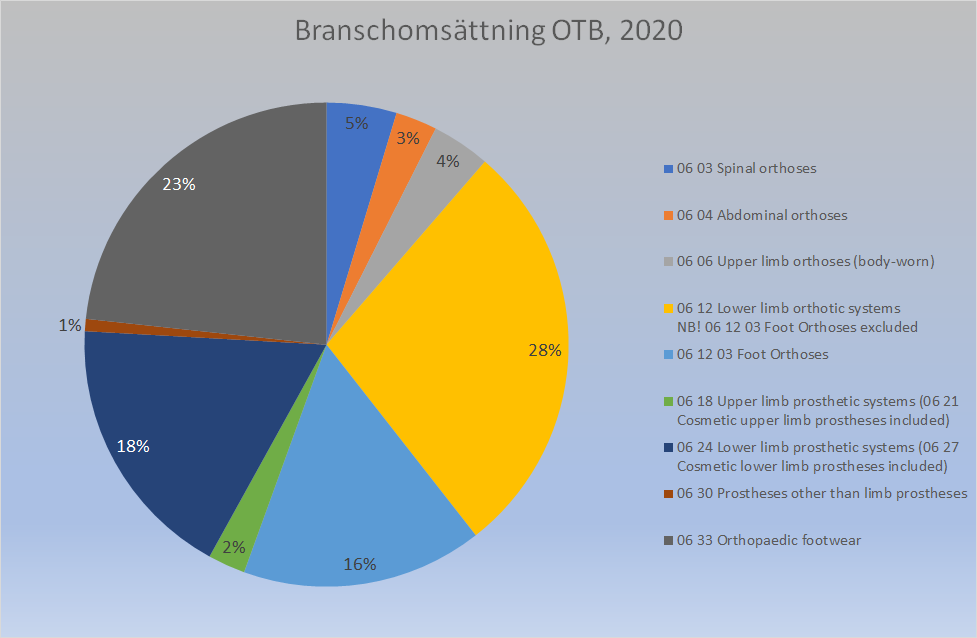 Branschomsättning OTB, 2020
5%
3%
4%
28%
16%
2%
18%
1%
23%
06 03 Spinal orthoses
06 04 Abdominal orthoses
06 06 Upper limb orthoses (body-worn)
06 12 Lower limb orthotic systems
NB! 06 12 03 Foot Orthoses excluded
06 12 03 Foot Orthoses
06 18 Upper limb prosthetic systems (06 21
Cosmetic upper limb prostheses included)
06 24 Lower limb prosthetic systems (06 27
Cosmetic lower limb prostheses included)
06 30 Prostheses other than limb prostheses
06 33 Orthopaedic footwear